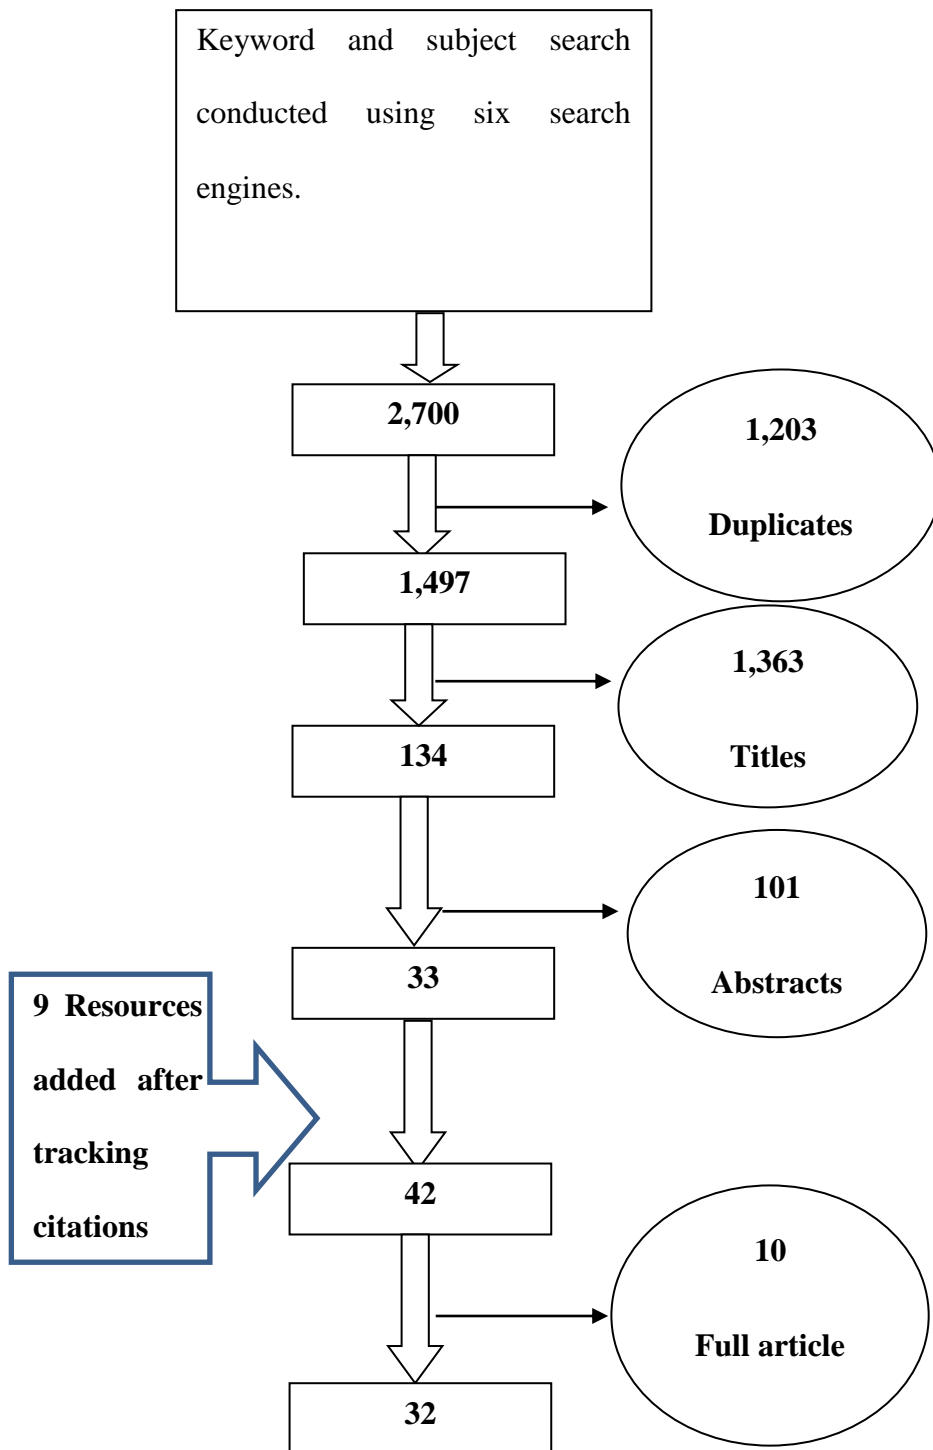 Keyword and subject search
conducted using six search
engines.
2,700
1,203
Duplicates
1,497
1,363
Titles
134
101
Abstracts
33
9 Resources
added after
tracking
citations
42
10
Full article
32